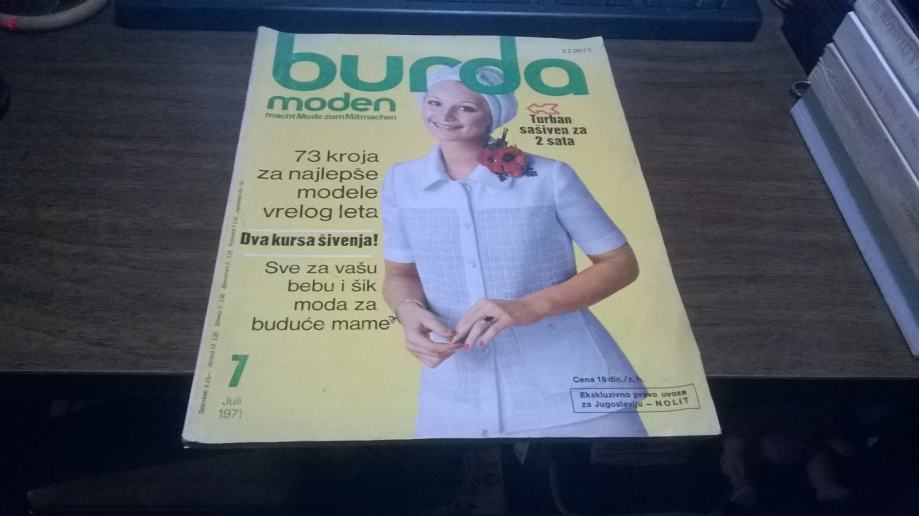 burda
moden
macht Mode zum Mitmachen
Turban
sašiven za
2 sata
73 kroja
za najlepše
modele
vrelog leta
Dva kursa šivenja!
Sve za vašu
bebu i šik
moda za
buduće mame
7
Juli
1971
Cena 18 din./z. h.
Ekskluzivno pravo uvoza
za Jugoslaviju – NOLIT